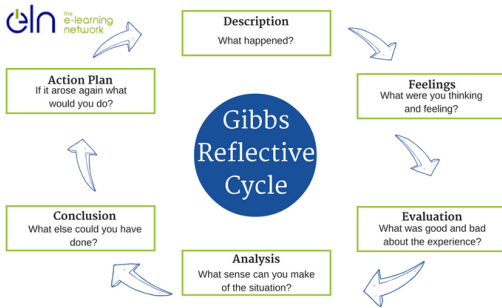 eln the
e-learning
network
Description
What happened?
Feelings
What were you thinking
and feeling?
Evaluation
What was good and bad
about the experience?
Analysis
What sense can you make
of the situation?
Conclusion
What else could you have
done?
Action Plan
If it arose again what
would you do?
Gibbs
Reflective
Cycle